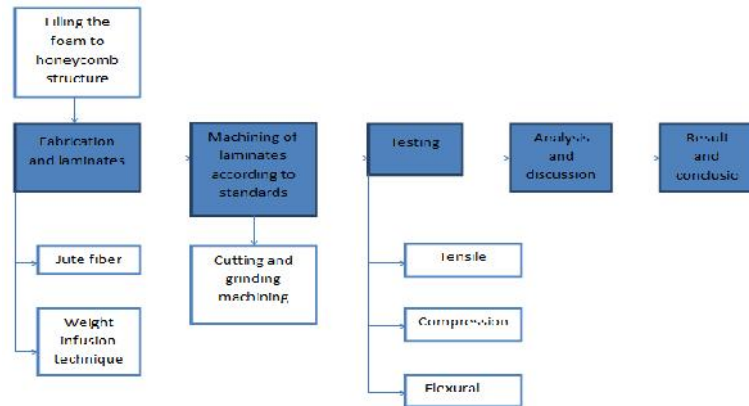 Filling the
foam to
honeycomb
structure
Fabrication
and laminates
Machining of
laminates
according to
standards
Testing
Analysis
and
discussion
Result
and
conclusio
Jute fiber
Weight
infusion
technique
Cutting and
grinding
machining
Tensile
Compression
Flexural